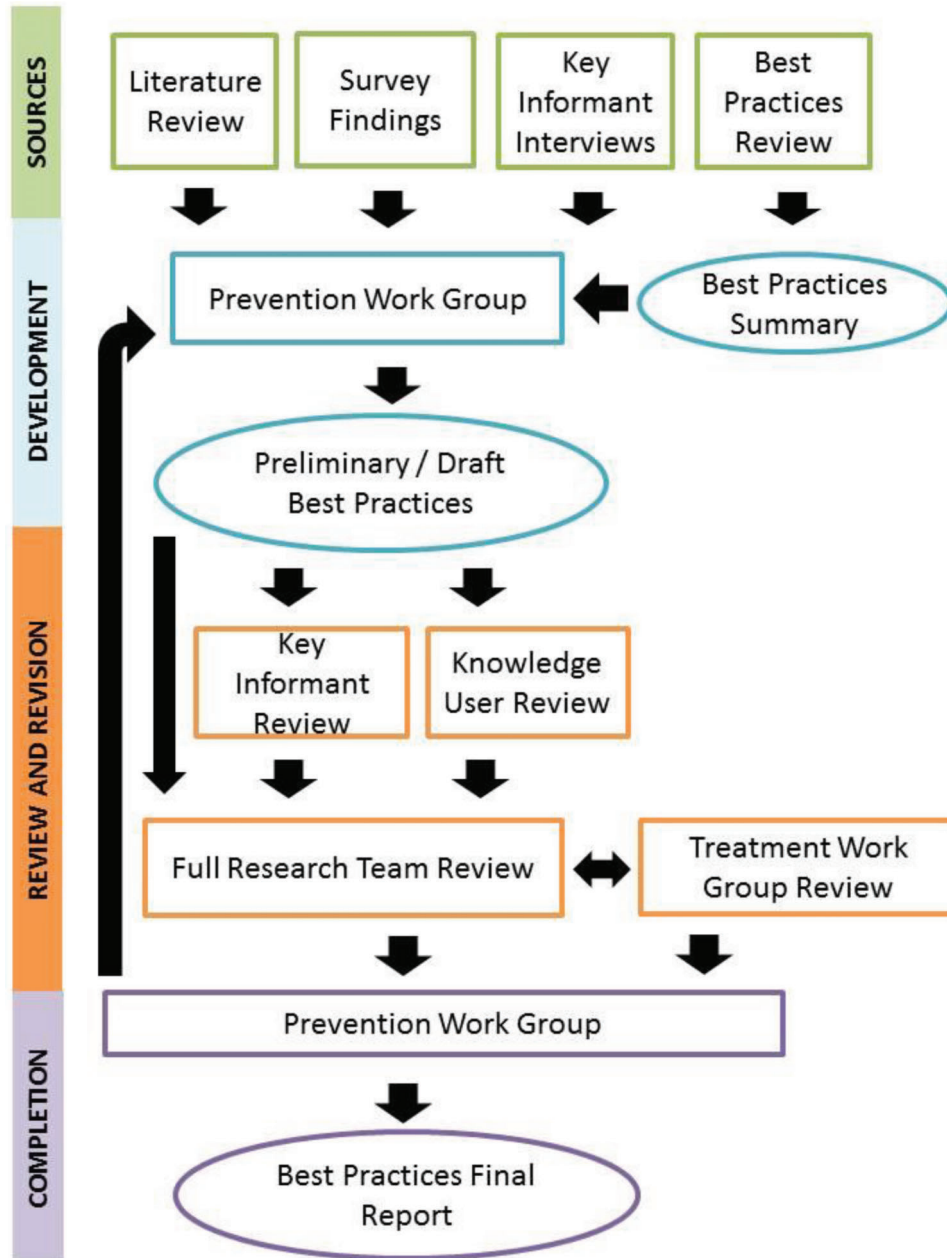 SOURCES
Literature
Review
Survey
Findings
Key
Informant
Interviews
Best
Practices
Review
DEVELOPMENT
Prevention Work Group
Best Practices
Summary
Preliminary / Draft
Best Practices
REVIEW AND REVISION
Key
Informant
Review
Knowledge
User Review
Full Research Team Review
Treatment Work
Group Review
COMPLETION
Prevention Work Group
Best Practices Final
Report